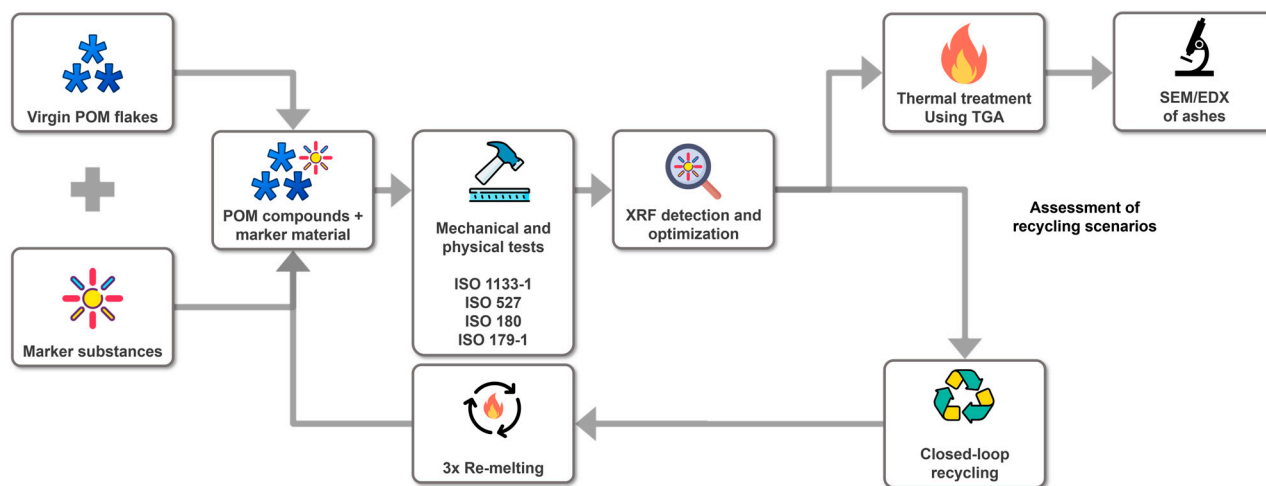 Virgin POM flakes
Marker substances
POM compounds +
marker material
Mechanical and
physical tests
ISO 1133-1
ISO 527
ISO 180
ISO 179-1
XRF detection and
optimization
Thermal treatment
Using TGA
SEM/EDX
of ashes
Assessment of
recycling scenarios
Closed-loop
recycling
3x Re-melting